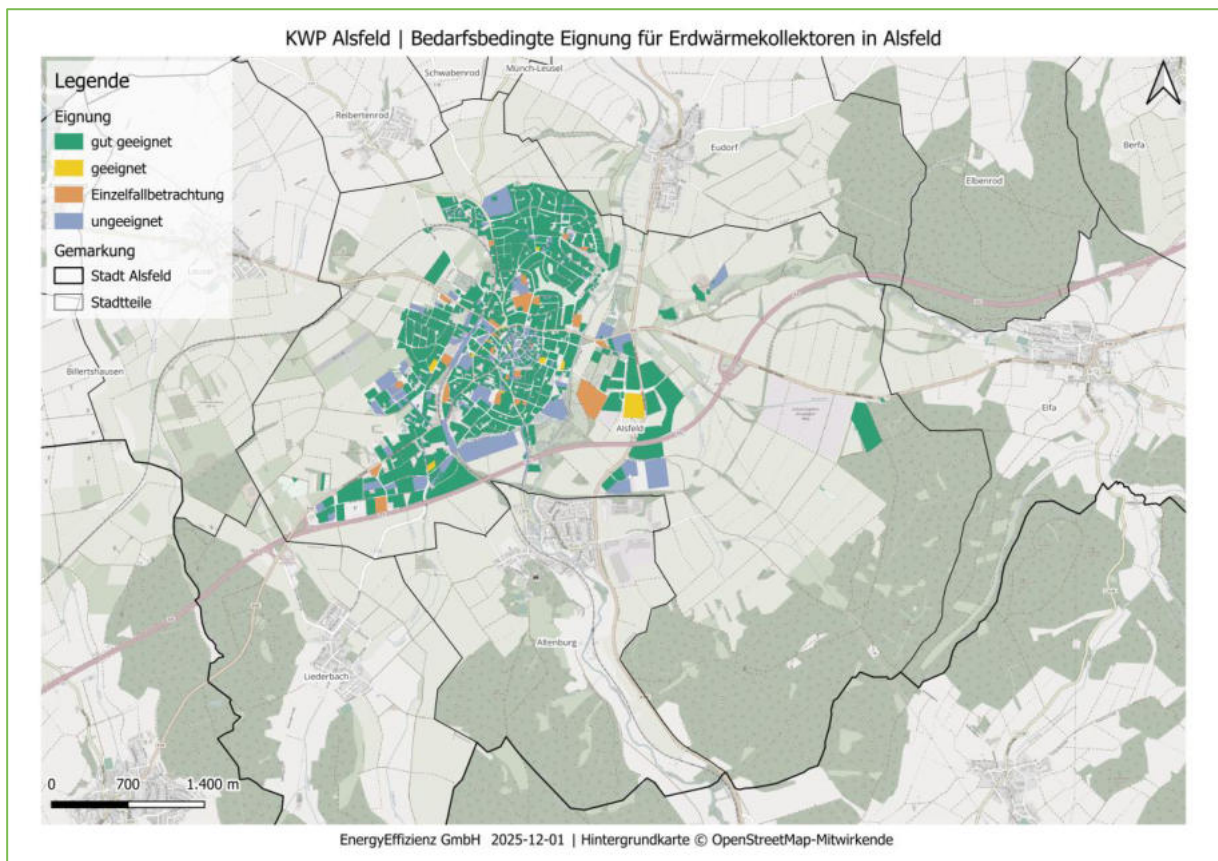 KWP Alsfeld | Bedarfsbedingte Eignung für Erdwärmekollektoren in Alsfeld
Legende
Eignung
gut geeignet
geeignet
Einzelfallbetrachtung
ungeeignet
Gemarkung
Stadt Alsfeld
Stadtteile
Schwabenrod
Münch-Leusel
Reibertenrod
Eudorf
Berfa
Elbenrod
Billertshausen
Elfa
Alsfeld
Altenburg
Liederbach
0 700 1.400 m
EnergyEffizienz GmbH 2025-12-01 | Hintergrundkarte © OpenStreetMap-Mitwirkende